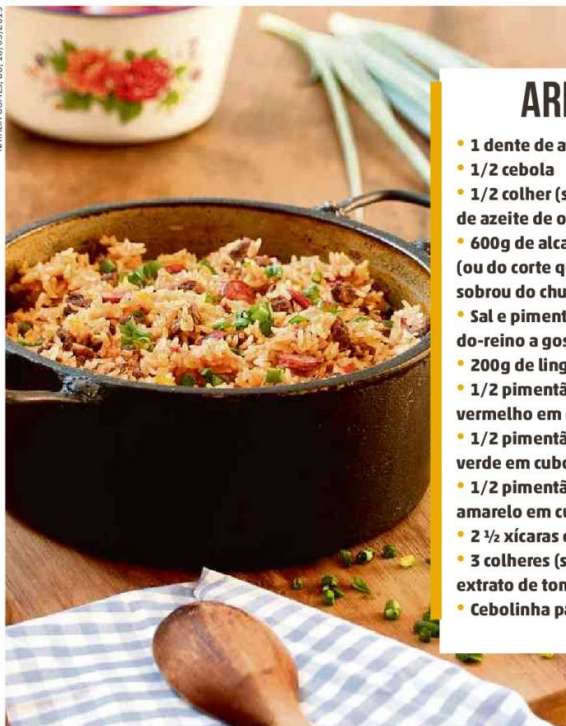 ARR
• 1 dente de a
• 1/2 cebola
• 1/2 colher (s
de azeite de o
• 600g de alca
(ou do corte q
sobrou do chu
• Sal e piment
do-reino a gos
• 200g de ling
• 1/2 pimentã
vermelho em
• 1/2 pimentã
verde em cubo
• 1/2 pimentã
amarelo em cu
• 2 ½ xícaras
• 3 colheres (s
extrato de tom
• Cebolinha pa